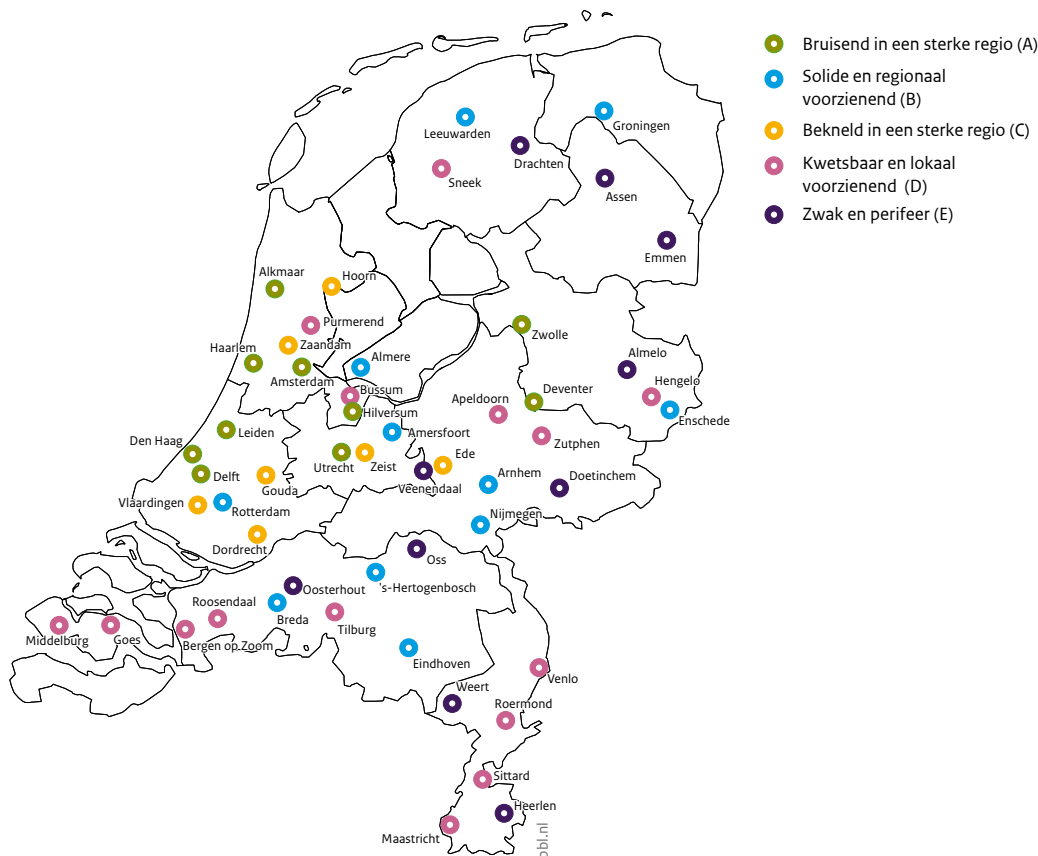 Bruisend in een sterke regio (A)
Solide en regionaal
voorzienend (B)
Bekneld in een sterke regio (C)
Kwetsbaar en lokaal
voorzienend (D)
Zwak en perifeer (E)
Leeuwarden
Groningen
Drachten
Sneek
Assen
Emmen
Alkmaar
Hoorn
Purmerend
Zwolle
Zaandam
Haarlem
Almere
Almelo
Amsterdam
Hengelo
Bussum
Deventer
Apeldoorn
Hilversum
Enschede
Leiden
Amersfoort
Den Haag
Zutphen
Ede
Utrecht
Zeist
Delft
Arnhem
Doetinchem
Gouda
Veenendaal
Vlaardingen
Rotterdam
Nijmegen
Dordrecht
Oss
's-Hertogenbosch
Oosterhout
Roosendaal
Breda
Tilburg
Middelburg
Goes
Bergen op Zoom
Eindhoven
Venlo
Weert
Roermond
Sittard
Heerlen
Maastricht
pbl.nl